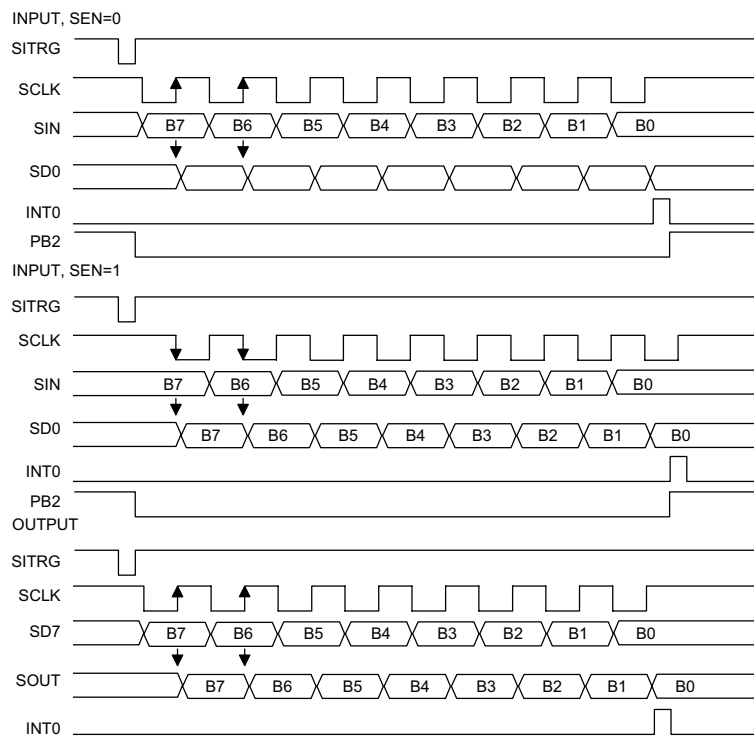 INPUT, SEN=0
SITRG
SCLK
SIN B7 B6 B5 B4 B3 B2 B1 B0
SD0
INT0
PB2
INPUT, SEN=1
SITRG
SCLK
SIN B7 B6 B5 B4 B3 B2 B1 B0
SD0 B7 B6 B5 B4 B3 B2 B1 B0
INT0
PB2
OUTPUT
SITRG
SCLK
SD7 B7 B6 B5 B4 B3 B2 B1 B0
SOUT B7 B6 B5 B4 B3 B2 B1 B0
INT0